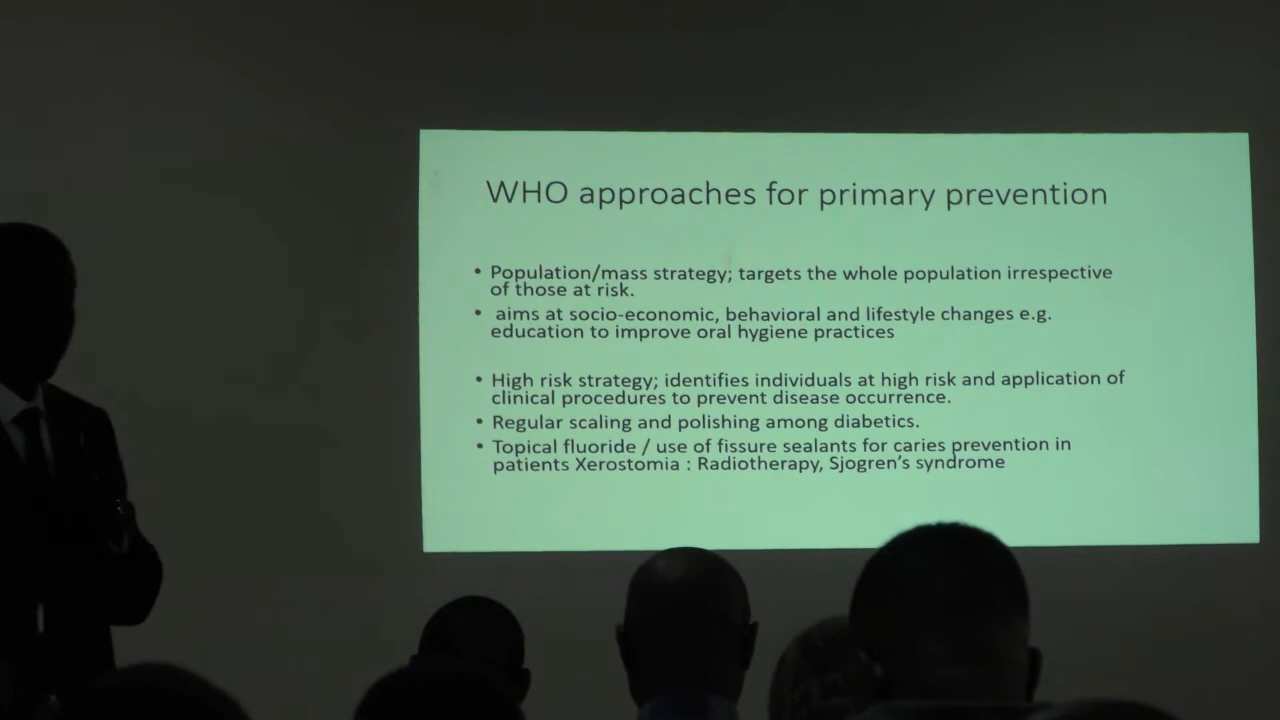 WHO approaches for primary prevention
• Population/mass strategy; targets the whole population irrespective
of those at risk.
• aims at socio-economic, behavioral and lifestyle changes e.g.
education to improve oral hygiene practices
• High risk strategy; identifies individuals at high risk and application of
clinical procedures to prevent disease occurrence.
• Regular scaling and polishing among diabetics.
• Topical fluoride / use of fissure sealants for caries prevention in
patients Xerostomia : Radiotherapy, Sjogren’s syndrome